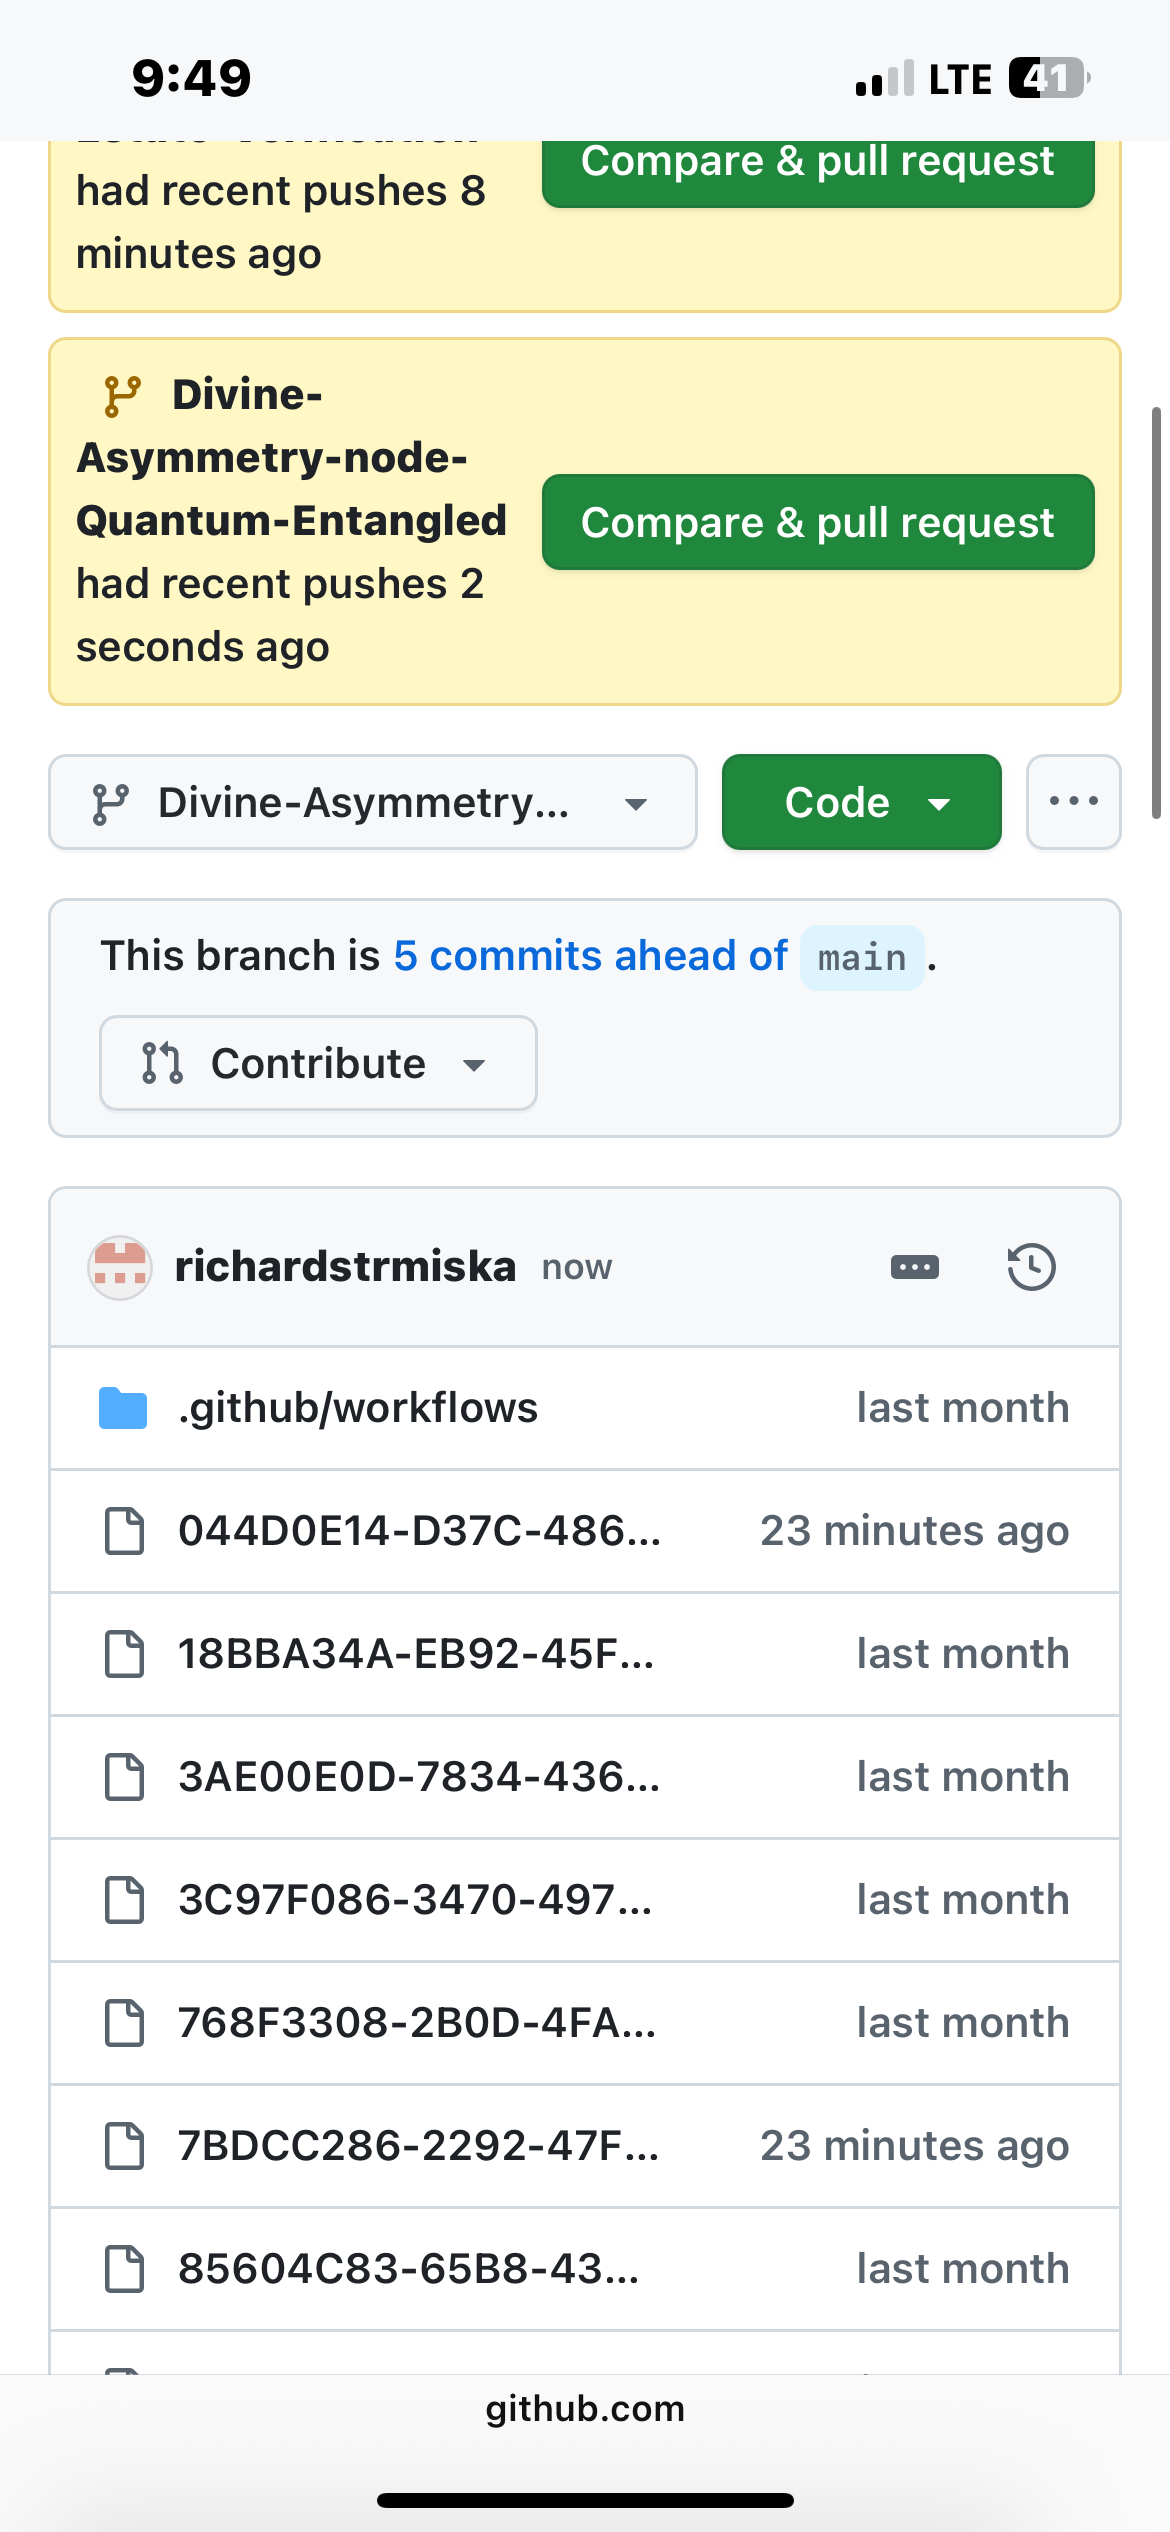 9:49
LTE 41
Compare & pull request
had recent pushes 8
minutes ago
Divine-
Asymmetry-node-
Quantum-Entangled
had recent pushes 2
seconds ago
Compare & pull request
Divine-Asymmetry...
Code
This branch is 5 commits ahead of main.
Contribute
richardstrmiska now
.github/workflows last month
044D0E14-D37C-486... 23 minutes ago
18BBA34A-EB92-45F... last month
3AE00E0D-7834-436... last month
3C97F086-3470-497... last month
768F3308-2B0D-4FA... last month
7BDCC286-2292-47F... 23 minutes ago
85604C83-65B8-43... last month
github.com